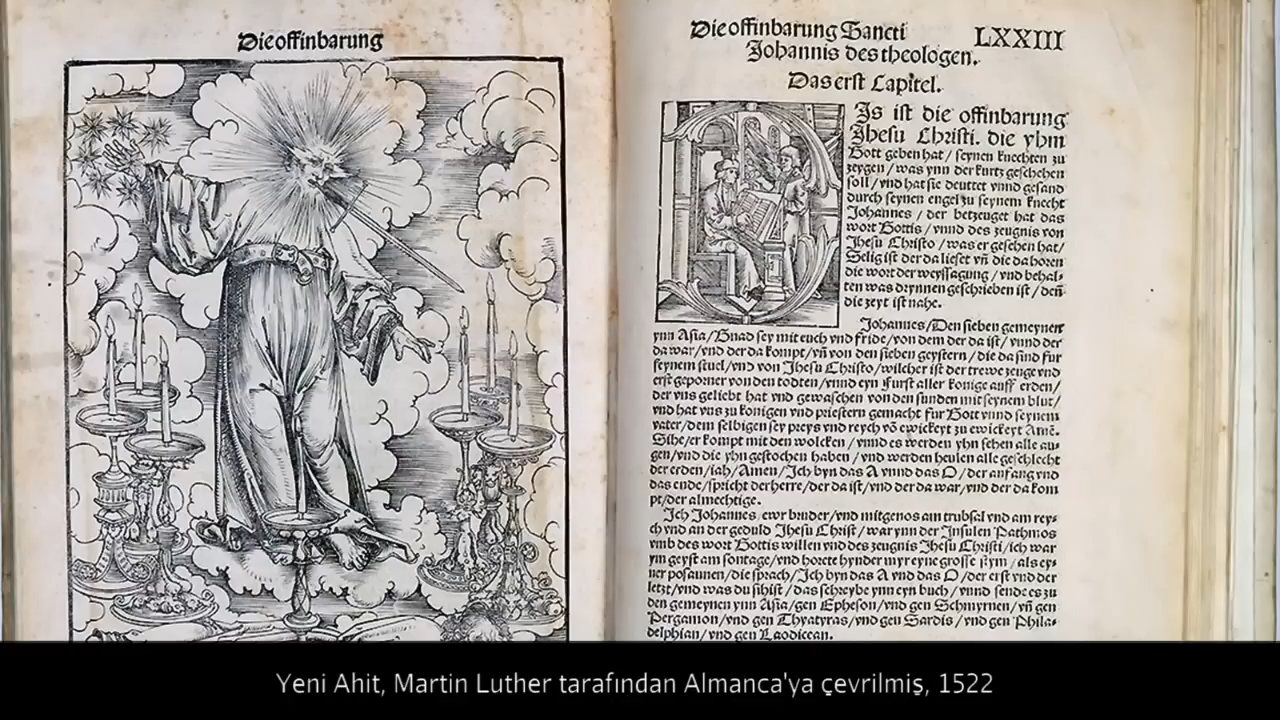 Die offinbarung
Die offinbarung Sancti
Johannis des theologen.
LXXIII
Das erst Capitel.
Is ist die offinbarung
Jhesu Christi. die yhm
Gott geben hat / seynen knechten zu
zeygen / was ynn der kurtz geschehen
soll / vnd hat sie deuttet vnnd gesand
durch seynen engel zu seynem knecht
Johannes / der betzeuget hat das
wort Gottis / vnnd des zeugnis von
Jhesu Christo / was er gesehen hat/
Selig ist der da lieset vñ die da horen
die wort der weyssagung / vnd behal-
ten was drynnen geschrieben ist / deñ
die zeyt ist nahe.
Johannes / Den sieben gemeynen
ynn Asia / Gnad sey mit euch vnd fride / von dem der da ist / vnnd der
da war / vnd der da kompt / vñ von den sieben geystern / die da sind fur
seynem stuel / vnd von Jhesu Christo / wilcher ist der trewe zeuge vnd
erst geporner von den todten / vnnd eyn Furst aller konige auff erden/
der vns geliebt hat vnd gewaschen von den sunden mit seynem blut/
vnd hat vns zu konigen vnd priestern gemacht fur Gott vnnd seynem
vater / dem selbigen sey preys vnd reych võ ewickeyt zu ewickeyt Amẽ.
Sihe / er kompt mit den wolcken / vnnd es werden yhn sehen alle au-
gen / vnd die yhn gestochen haben / vnd werden heulen alle geschlecht
der erden / iah / Amen / Ich byn das A vnnd das O / der anfang vnd
das ende / spricht der herre / der da ist / vnd der da war / vnd der da kom
pt / der almechtige.
Ich Johannes ewr bruder / vnd mitgenos am trubsal vnd am rey-
ch vnd an der gedult Jhesu Christ / war ynn der Insulen Pathmos
vmb des wort Gottis willen vnd des zeugnis Jhesu Christi / ich war
ym geyst am sontage / vnd horete hynder myr eyne grosse stym / als ey-
ner posaunen / die sprach / Ich byn das A vnd das O / der erst vnd der
letzt / vnd was du sihist / das schreybe ynn eyn buch / vnnd sende es zu
den gemeynen ynn Asia / gen Epheson / vnd gen Schmyrnen / vñ gen
Pergamon / vnd gen Thyatyras / vnd gen Sardis / vnd gen Phila-
delphian / vnd gen Laodicean.
Yeni Ahit, Martin Luther tarafından Almanca'ya çevrilmiş, 1522